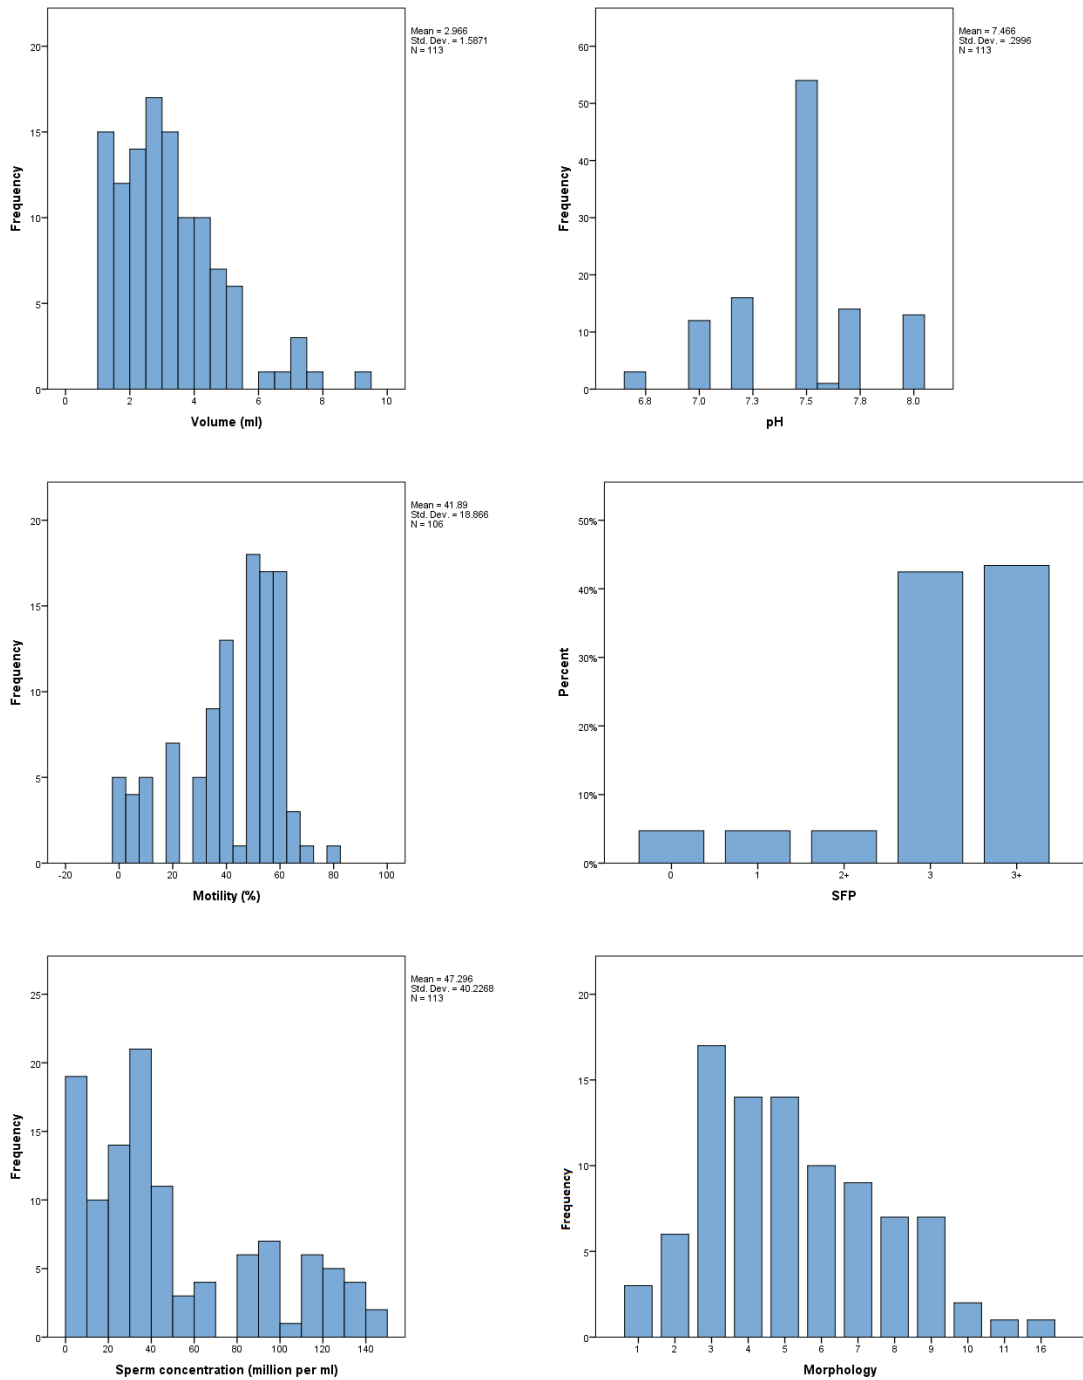 Mean = 2.966
Std. Dev. = 1.5871
N = 113
20
15
10
5
0
Frequency
0 2 4 6 8 10
Volume (ml)
Mean = 7.466
Std. Dev. = .2996
N = 113
60
50
40
30
20
10
0
Frequency
6.8 7.0 7.3 7.5 7.8 8.0
pH
Mean = 41.89
Std. Dev. = 18.866
N = 106
20
15
10
5
0
Frequency
-20 0 20 40 60 80 100
Motility (%)
50%
40%
30%
20%
10%
0%
Percent
0 1 2+ 3 3+
SFP
Mean = 47.296
Std. Dev. = 40.2268
N = 113
25
20
15
10
5
0
Frequency
0 20 40 60 80 100 120 140
Sperm concentration (million per ml)
20
15
10
5
0
Frequency
1 2 3 4 5 6 7 8 9 10 11 16
Morphology